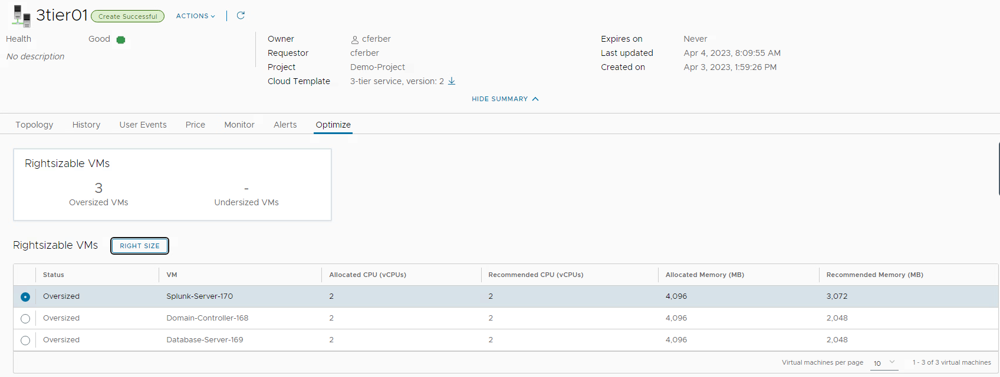 3tier01 Create Successful ACTIONS
Health Good
No description
Owner cferber
Requestor cferber
Project Demo-Project
Cloud Template 3-tier service, version: 2
Expires on Never
Last updated Apr 4, 2023, 8:09:55 AM
Created on Apr 3, 2023, 1:59:26 PM
HIDE SUMMARY
Topology History User Events Price Monitor Alerts Optimize
Rightsizable VMs
3 -
Oversized VMs Undersized VMs
Rightsizable VMs RIGHT SIZE
Status VM Allocated CPU (vCPUs) Recommended CPU (vCPUs) Allocated Memory (MB) Recommended Memory (MB)
Oversized Splunk-Server-170 2 2 4,096 3,072
Oversized Domain-Controller-168 2 2 4,096 2,048
Oversized Database-Server-169 2 2 4,096 2,048
Virtual machines per page 10 1 - 3 of 3 virtual machines